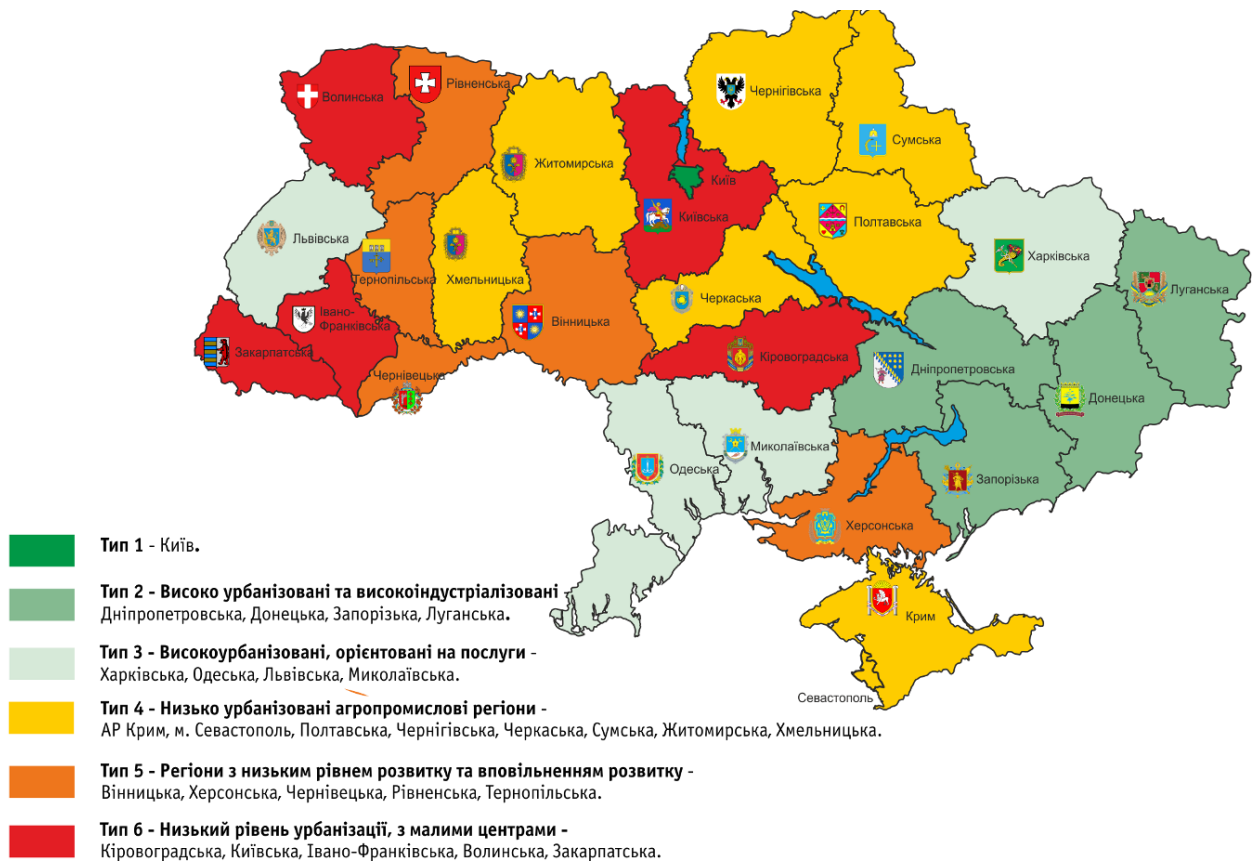 Волинська
Рівненська
Житомирська
Чернігівська
Сумська
Київ
Київська
Полтавська
Харківська
Луганська
Львівська
Тернопільська
Хмельницька
Вінницька
Черкаська
Івано-
Франківська
Закарпатська
Чернівецька
Кіровоградська
Дніпропетровська
Донецька
Миколаївська
Одеська
Запорізька
Херсонська
Крим
Севастополь
Тип 1 - Київ.
Тип 2 - Високо урбанізовані та високоіндустріалізовані
Дніпропетровська, Донецька, Запорізька, Луганська.
Тип 3 - Високоурбанізовані, орієнтовані на послуги -
Харківська, Одеська, Львівська, Миколаївська.
Тип 4 - Низько урбанізовані агропромислові регіони -
АР Крим, м. Севастополь, Полтавська, Чернігівська, Черкаська, Сумська, Житомирська, Хмельницька.
Тип 5 - Регіони з низьким рівнем розвитку та вповільненням розвитку -
Вінницька, Херсонська, Чернівецька, Рівненська, Тернопільська.
Тип 6 - Низький рівень урбанізації, з малими центрами -
Кіровоградська, Київська, Івано-Франківська, Волинська, Закарпатська.